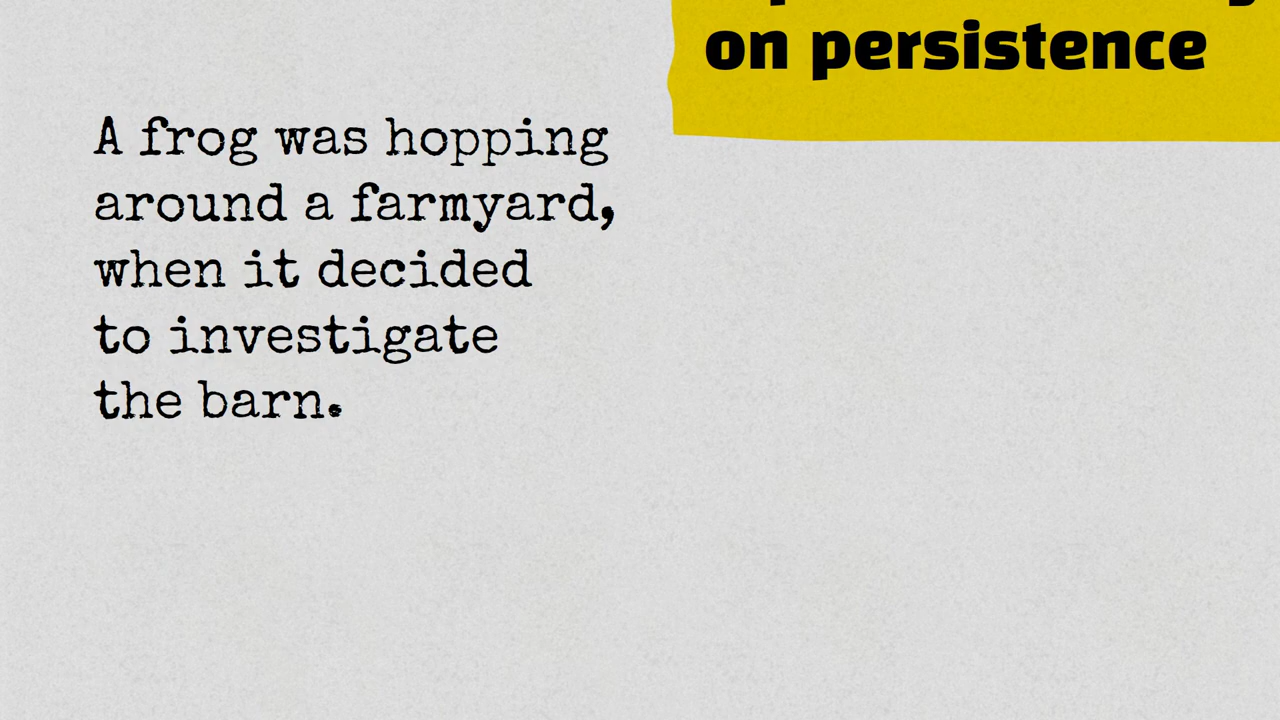 on persistence
A frog was hopping
around a farmyard,
when it decided
to investigate
the barn.